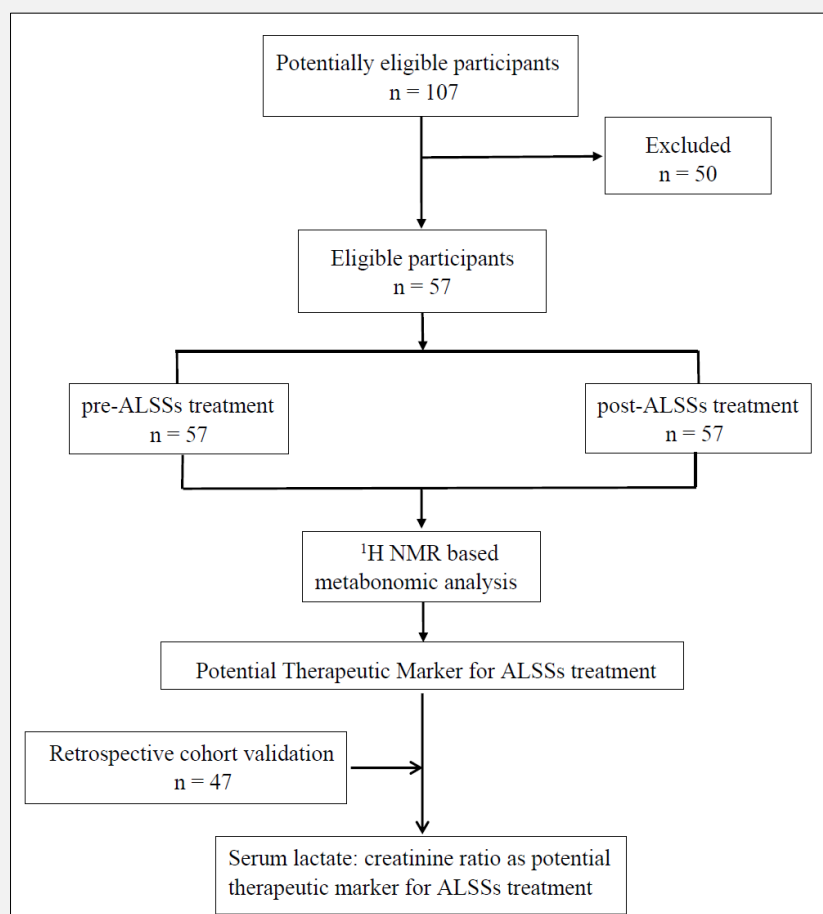 Potentially eligible participants
n = 107
Excluded
n = 50
Eligible participants
n = 57
pre-ALSSs treatment
n = 57
post-ALSSs treatment
n = 57
¹H NMR based
metabonomic analysis
Potential Therapeutic Marker for ALSSs treatment
Retrospective cohort validation
n = 47
Serum lactate: creatinine ratio as potential
therapeutic marker for ALSSs treatment